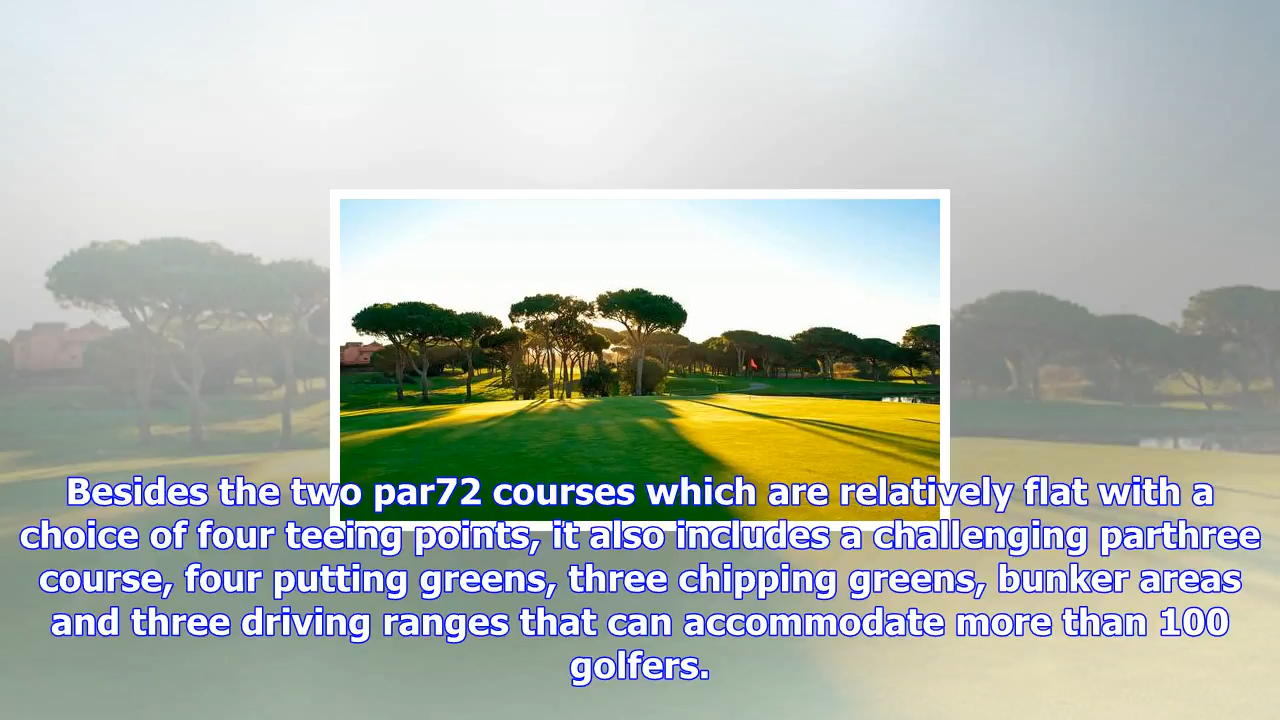 Besides the two par72 courses which are relatively flat with a
choice of four teeing points, it also includes a challenging parthree
course, four putting greens, three chipping greens, bunker areas
and three driving ranges that can accommodate more than 100
golfers.